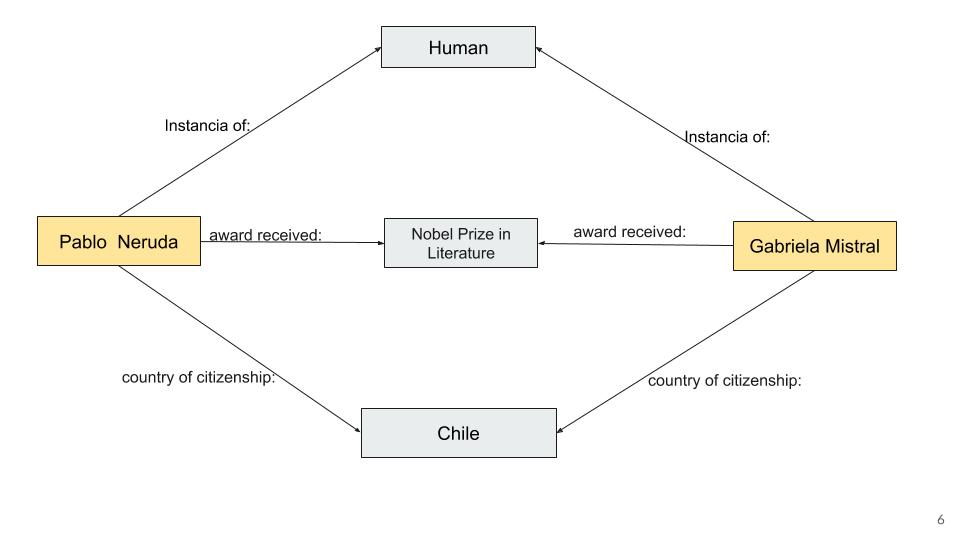 Human
Instancia of:
Instancia of:
Pablo  Neruda
award received:
Nobel Prize in
Literature
award received:
Gabriela Mistral
country of citizenship:
country of citizenship:
Chile
6